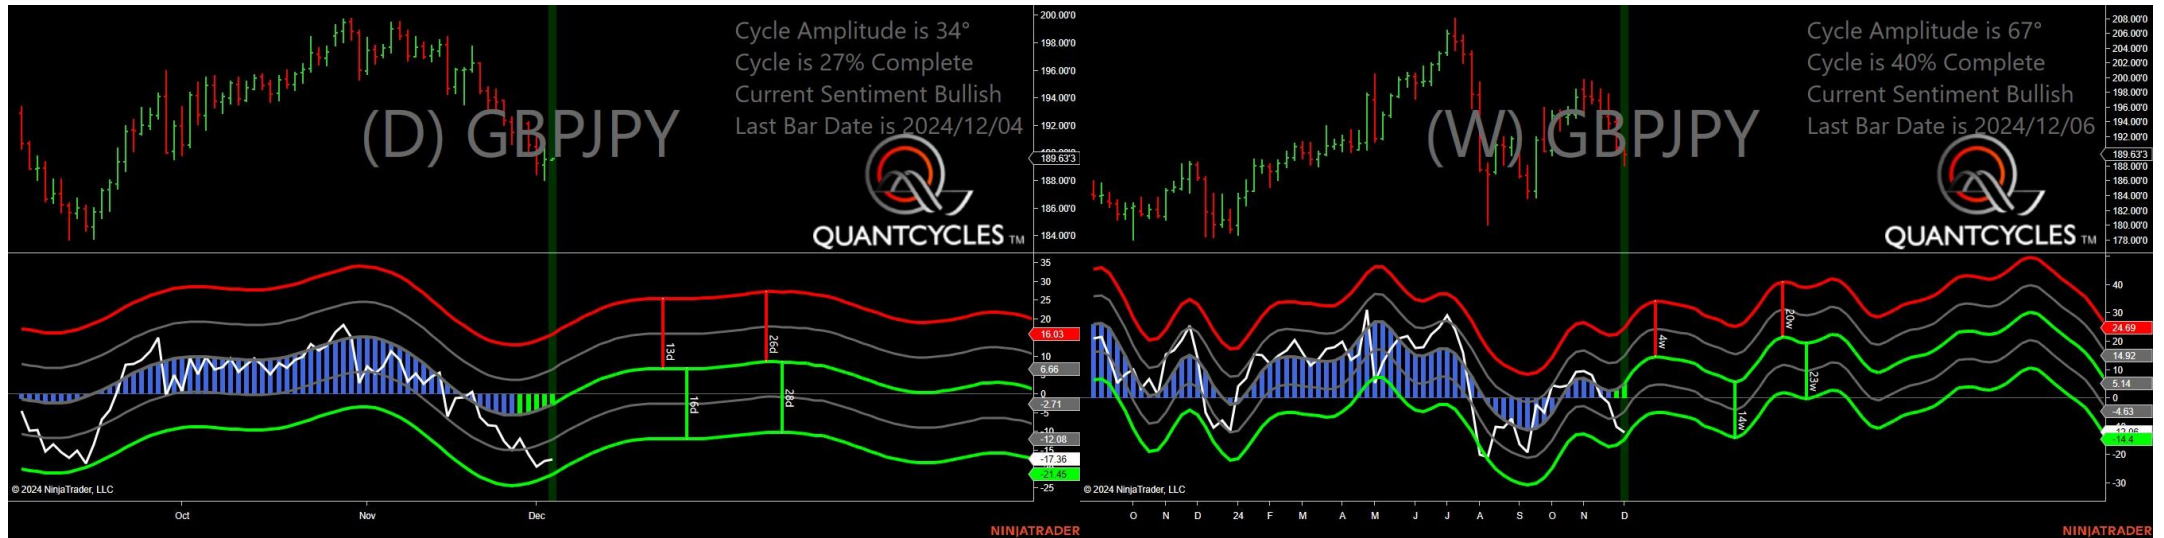 Cycle Amplitude is 34°
Cycle is 27% Complete
Current Sentiment Bullish
Last Bar Date is 2024/12/04
(D) GBPJPY
QUANTCYCLES TM
200.00'0
198.00'0
196.00'0
194.00'0
192.00'0
189.63'3
188.00'0
186.00'0
184.00'0
35
30
25
20
16.03
10
6.66
0
-2.71
-5
-12.08
-17.36
-21.45
-25
13d
26d
16d
28d
© 2024 NinjaTrader, LLC
Oct Nov Dec
NINJATRADER
Cycle Amplitude is 67°
Cycle is 40% Complete
Current Sentiment Bullish
Last Bar Date is 2024/12/06
(W) GBPJPY
QUANTCYCLES TM
208.00'0
206.00'0
204.00'0
202.00'0
200.00'0
198.00'0
196.00'0
194.00'0
192.00'0
189.63'3
188.00'0
186.00'0
184.00'0
182.00'0
180.00'0
178.00'0
40
30
24.69
20
14.92
10
5.14
0
-4.63
-14.4
-20
-30
4w
20w
14w
23w
© 2024 NinjaTrader, LLC
O N D 24 F M A M J J A S O N D
NINJATRADER